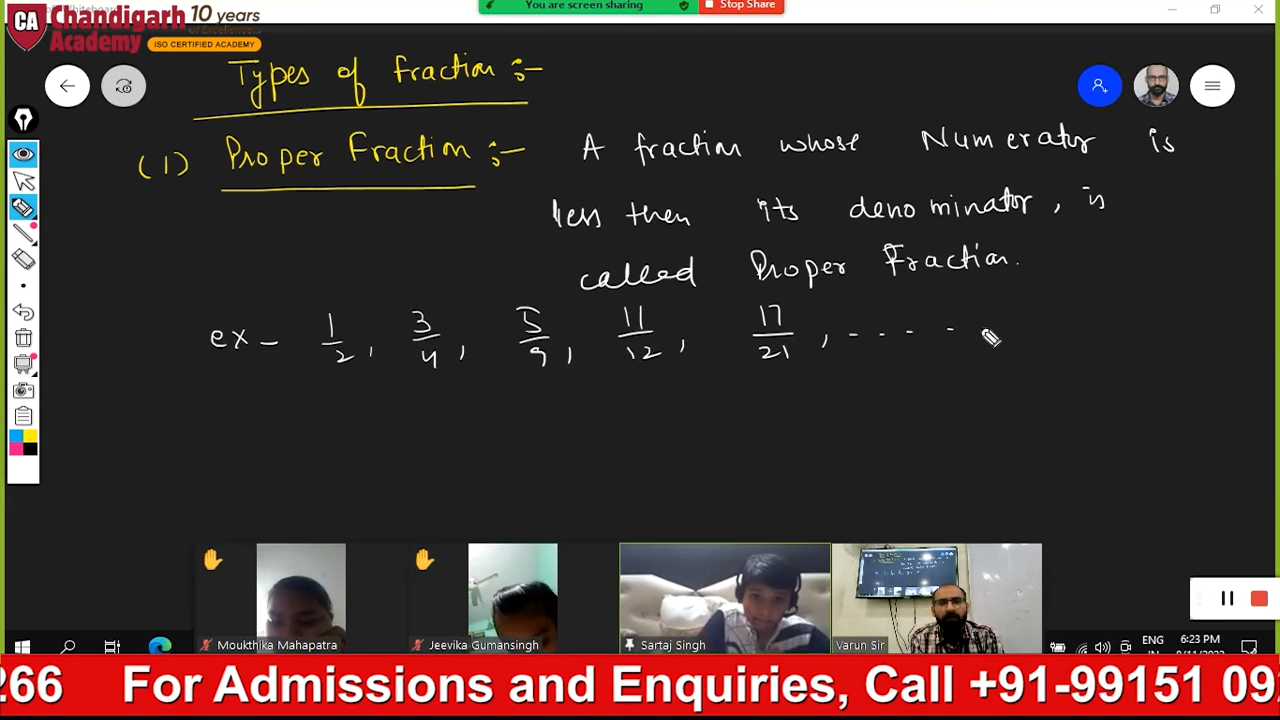 Chandigarh Academy
10 years
of Excellence...
ISO CERTIFIED ACADEMY
You are screen sharing
Stop Share
Types of Fraction :-
(1) Proper Fraction :- A fraction whose Numerator is
less then its denominator, is
called Proper Fraction.
ex - 1/2, 3/4, 5/9, 11/12, 17/21, - - - - -
Moukthika Mahapatra
Jeevika Gumansingh
Sartaj Singh
Varun Sir
ENG
6:23 PM
266 For Admissions and Enquiries, Call +91-99151 09